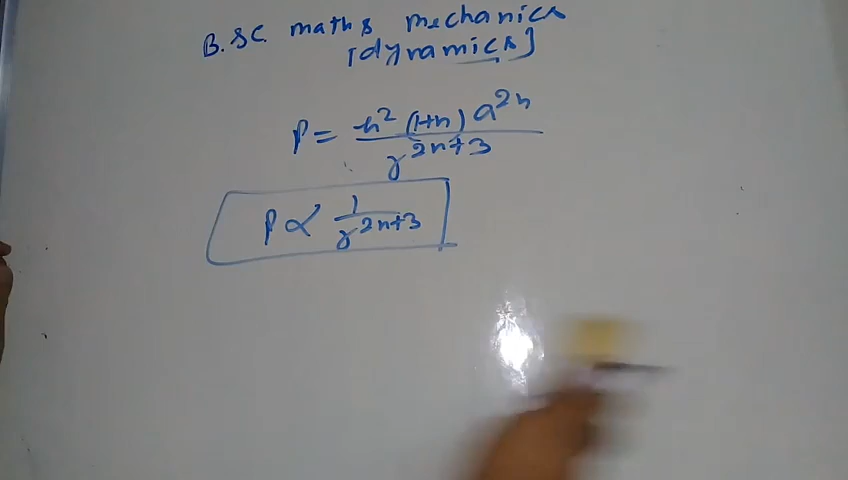 B.SC. maths mechanics
[dynamics]
P = h² (1+n) a²ⁿ / r²ⁿ⁺³
P ∝ 1 / r²ⁿ⁺³